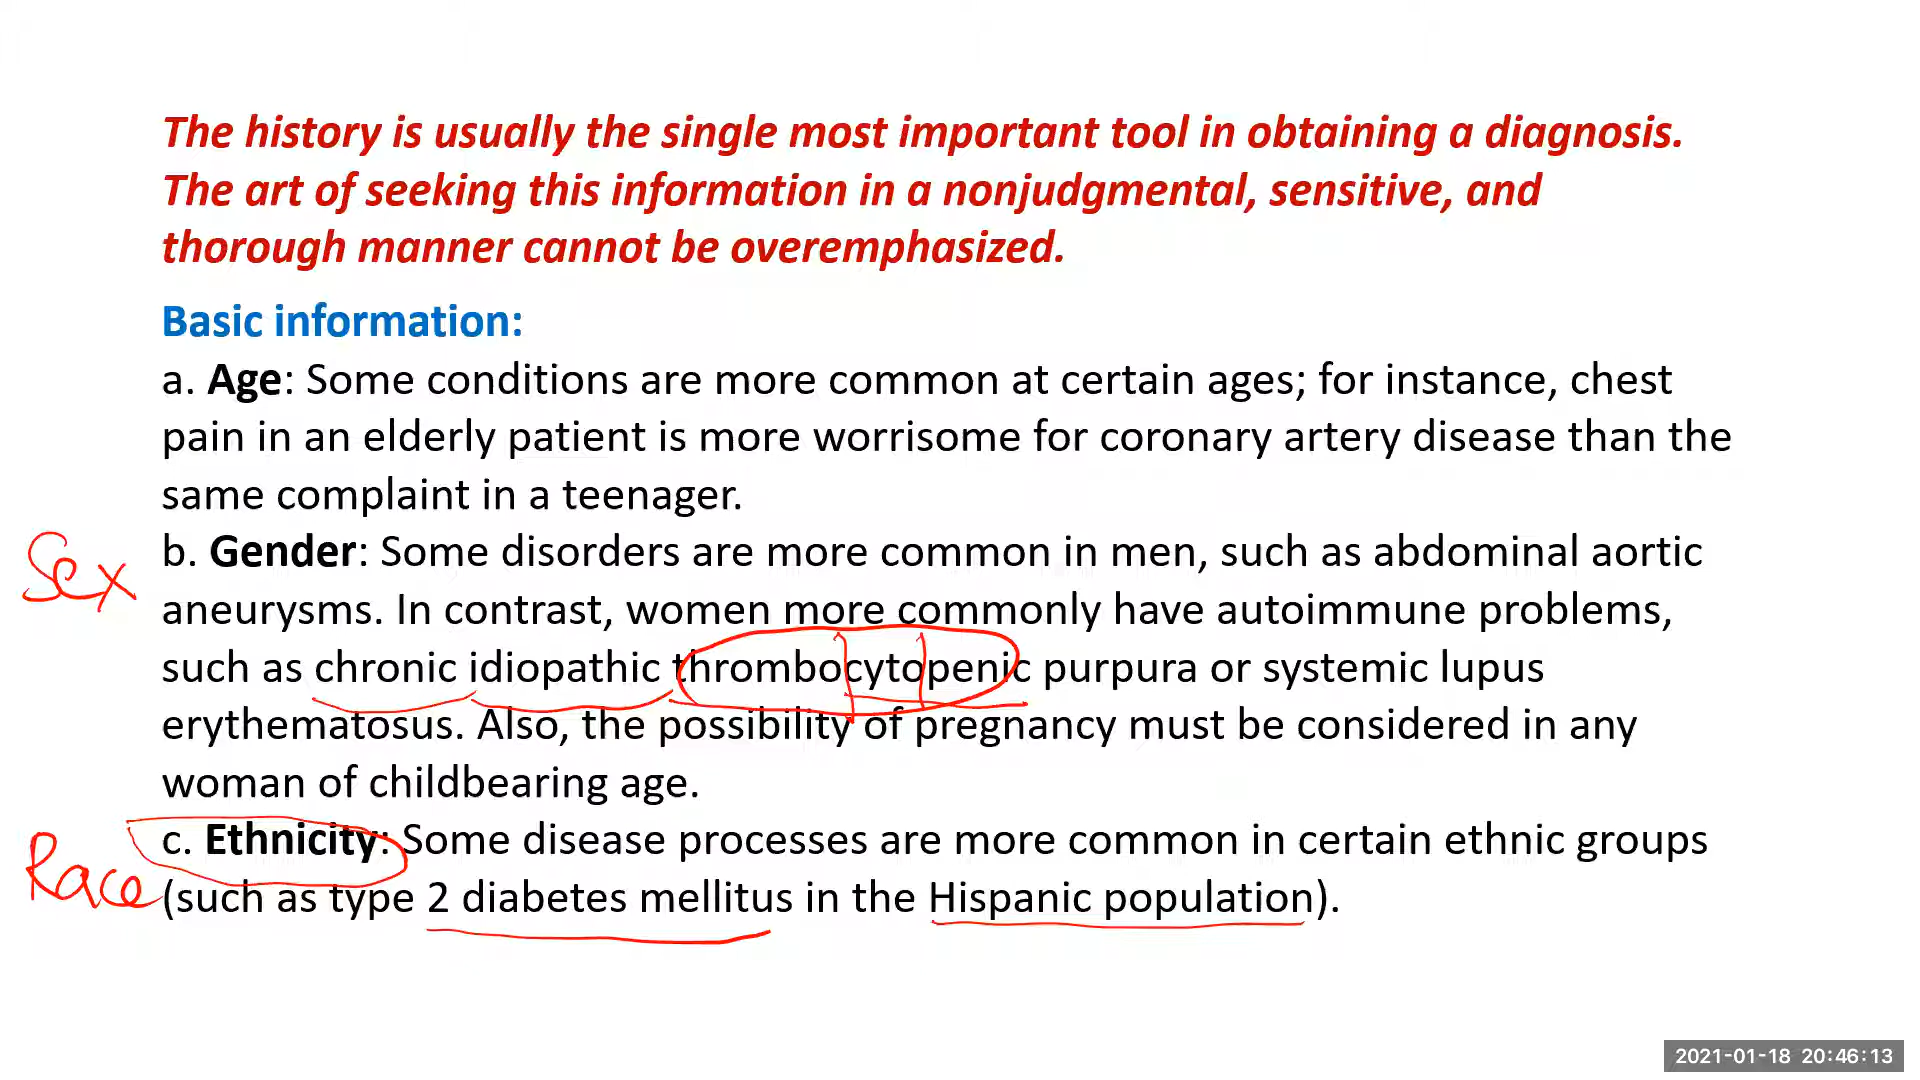 The history is usually the single most important tool in obtaining a diagnosis.
The art of seeking this information in a nonjudgmental, sensitive, and
thorough manner cannot be overemphasized.
Basic information:
a. Age: Some conditions are more common at certain ages; for instance, chest
pain in an elderly patient is more worrisome for coronary artery disease than the
same complaint in a teenager.
Sex
b. Gender: Some disorders are more common in men, such as abdominal aortic
aneurysms. In contrast, women more commonly have autoimmune problems,
such as chronic idiopathic thrombocytopenic purpura or systemic lupus
erythematosus. Also, the possibility of pregnancy must be considered in any
woman of childbearing age.
c. Ethnicity: Some disease processes are more common in certain ethnic groups
Race
(such as type 2 diabetes mellitus in the Hispanic population).
2021-01-18 20:46:13